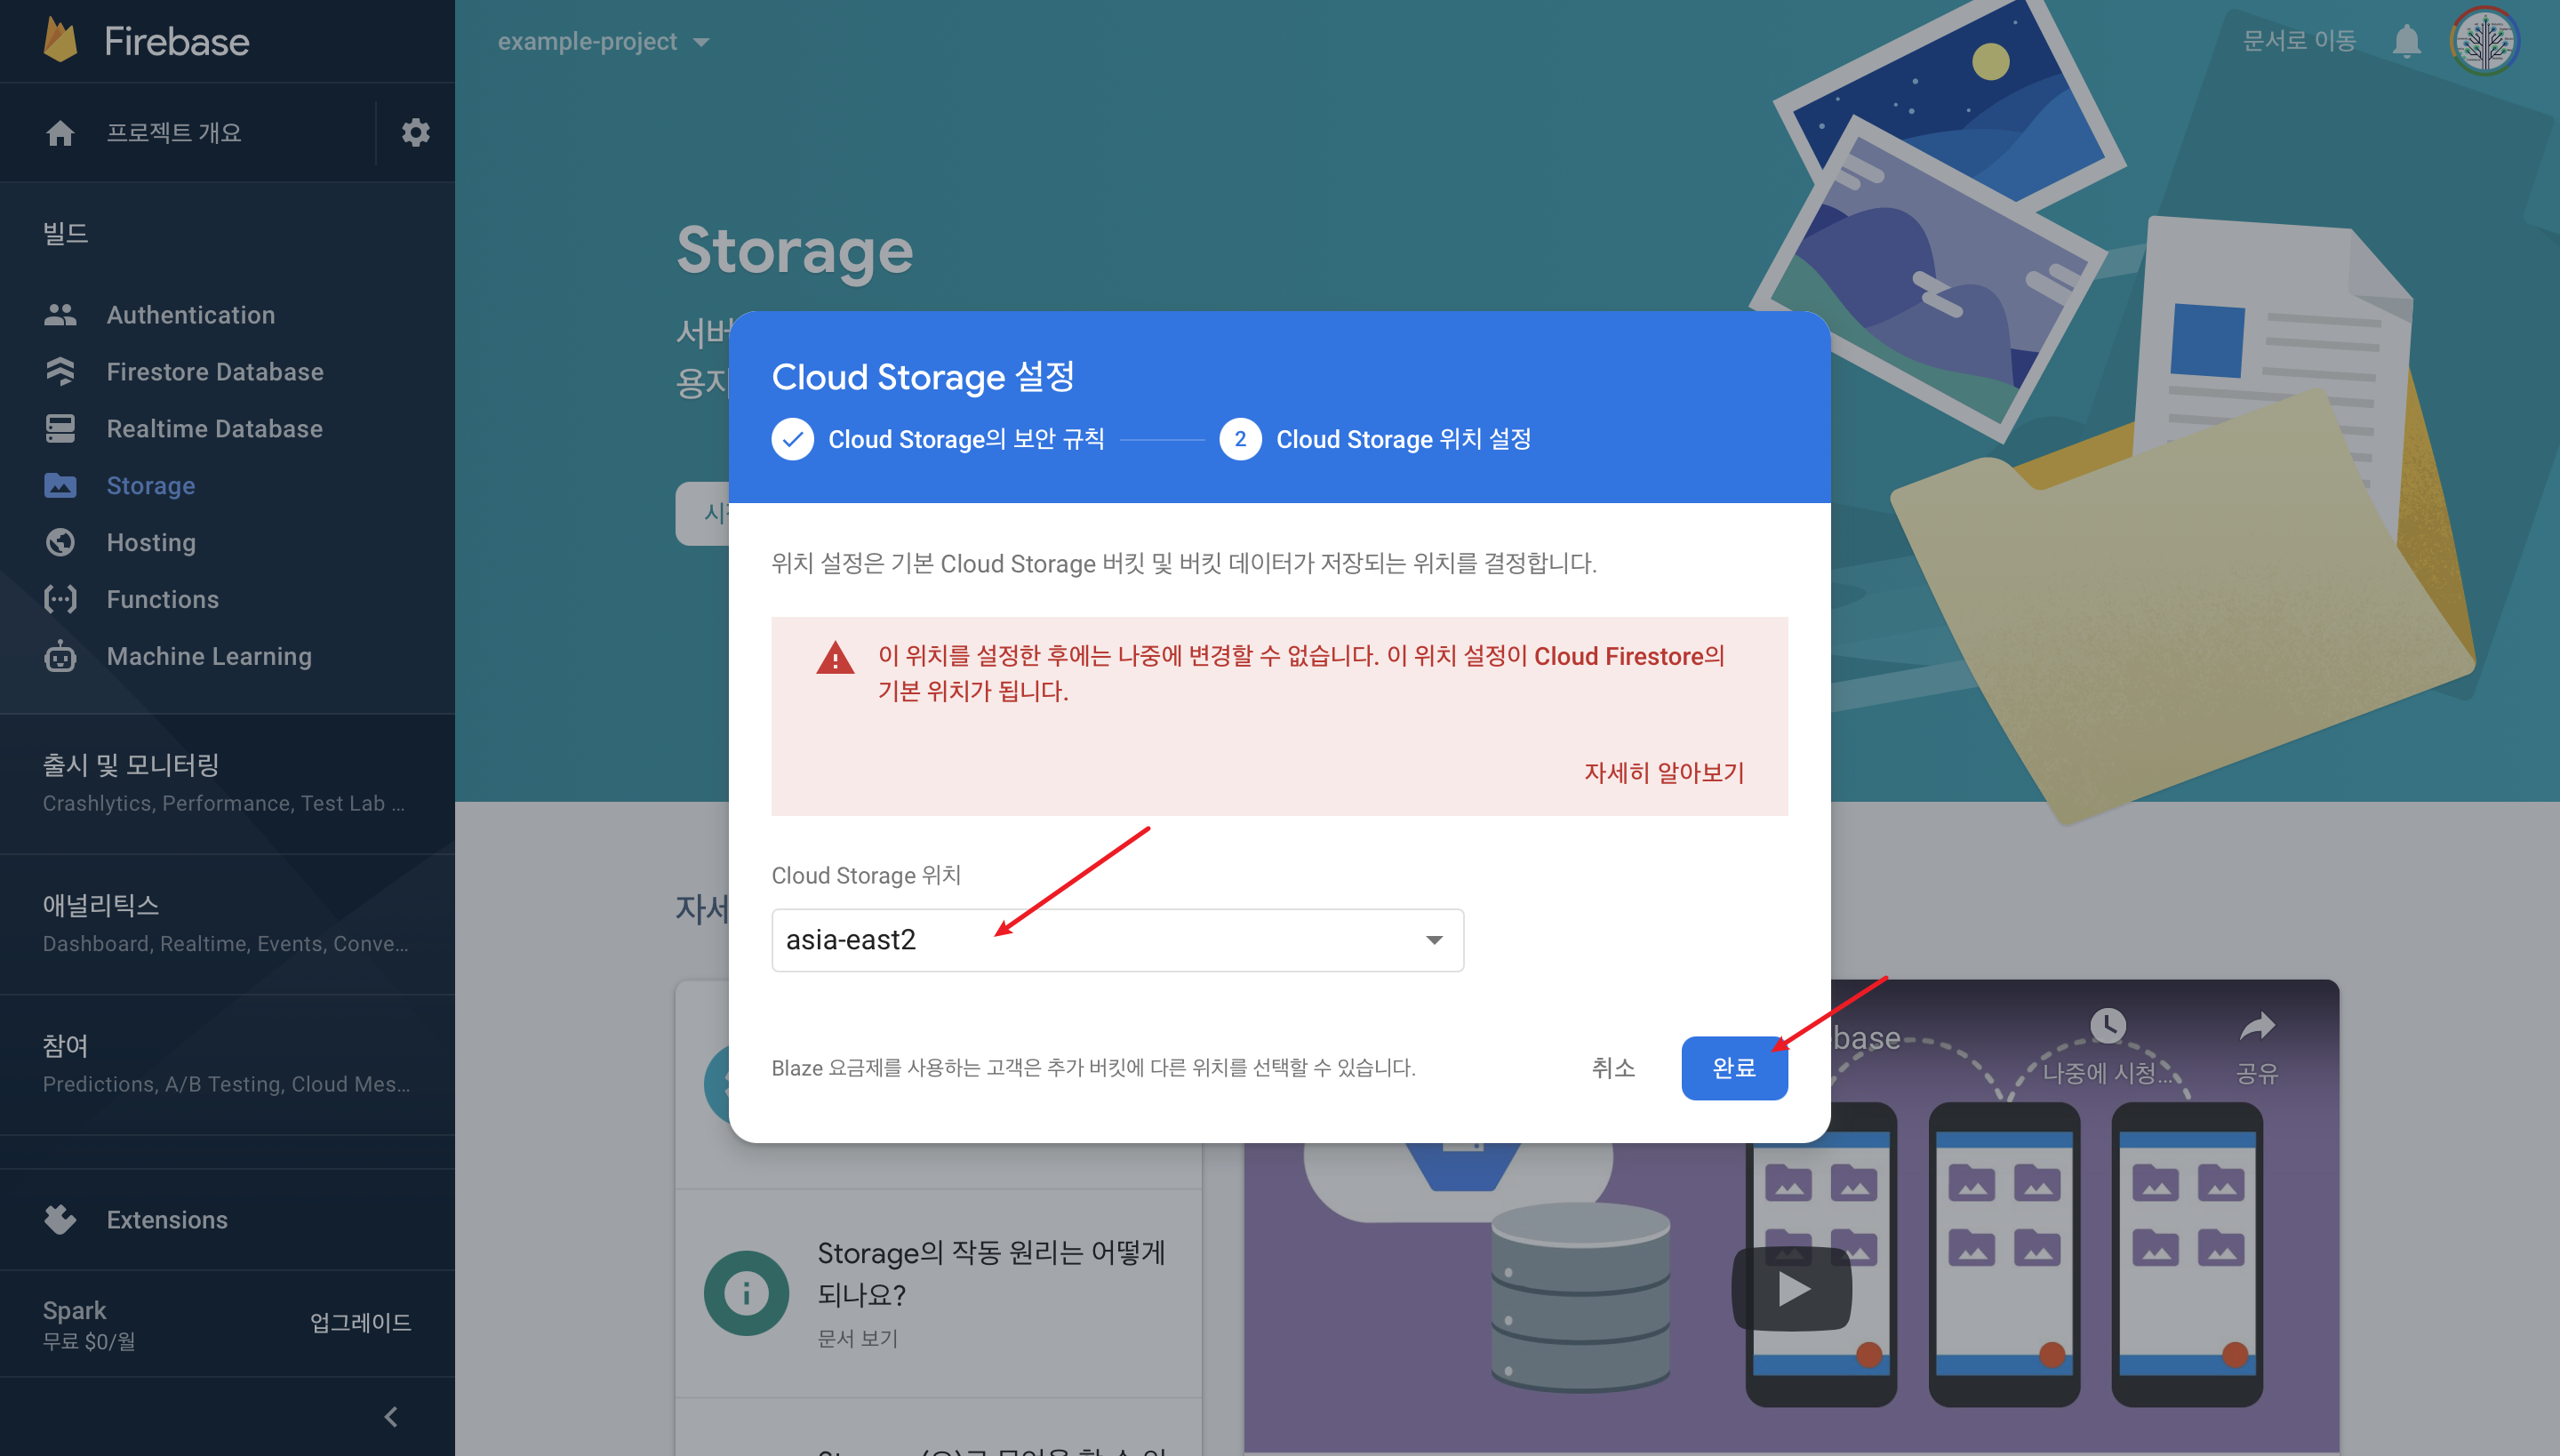 Firebase
프로젝트 개요
빌드
Authentication
Firestore Database
Realtime Database
Storage
Hosting
Functions
Machine Learning
출시 및 모니터링
Crashlytics, Performance, Test Lab ...
애널리틱스
Dashboard, Realtime, Events, Conve...
참여
Predictions, A/B Testing, Cloud Mes...
Extensions
Spark
무료 $0/월
업그레이드
example-project
문서로 이동
Storage
서버
Cloud Storage 설정
Cloud Storage의 보안 규칙
2 Cloud Storage 위치 설정
위치 설정은 기본 Cloud Storage 버킷 및 버킷 데이터가 저장되는 위치를 결정합니다.
이 위치를 설정한 후에는 나중에 변경할 수 없습니다. 이 위치 설정이 Cloud Firestore의
기본 위치가 됩니다.
자세히 알아보기
Cloud Storage 위치
asia-east2
Blaze 요금제를 사용하는 고객은 추가 버킷에 다른 위치를 선택할 수 있습니다.
취소
완료
base
나중에 시청...
공유
Storage의 작동 원리는 어떻게
되나요?
문서 보기